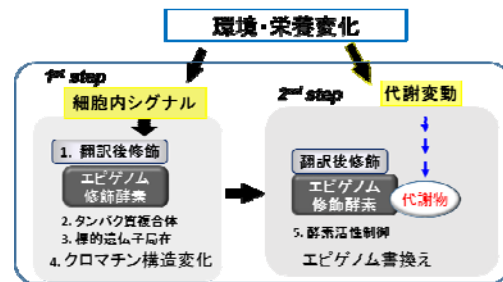 環境・栄養変化
1st step
細胞内シグナル
1. 翻訳後修飾
エピゲノム
修飾酵素
2. タンパク質複合体
3. 標的遺伝子局在
4. クロマチン構造変化
2nd step
代謝変動
翻訳後修飾
エピゲノム
修飾酵素
代謝物
5. 酵素活性制御
エピゲノム書換え